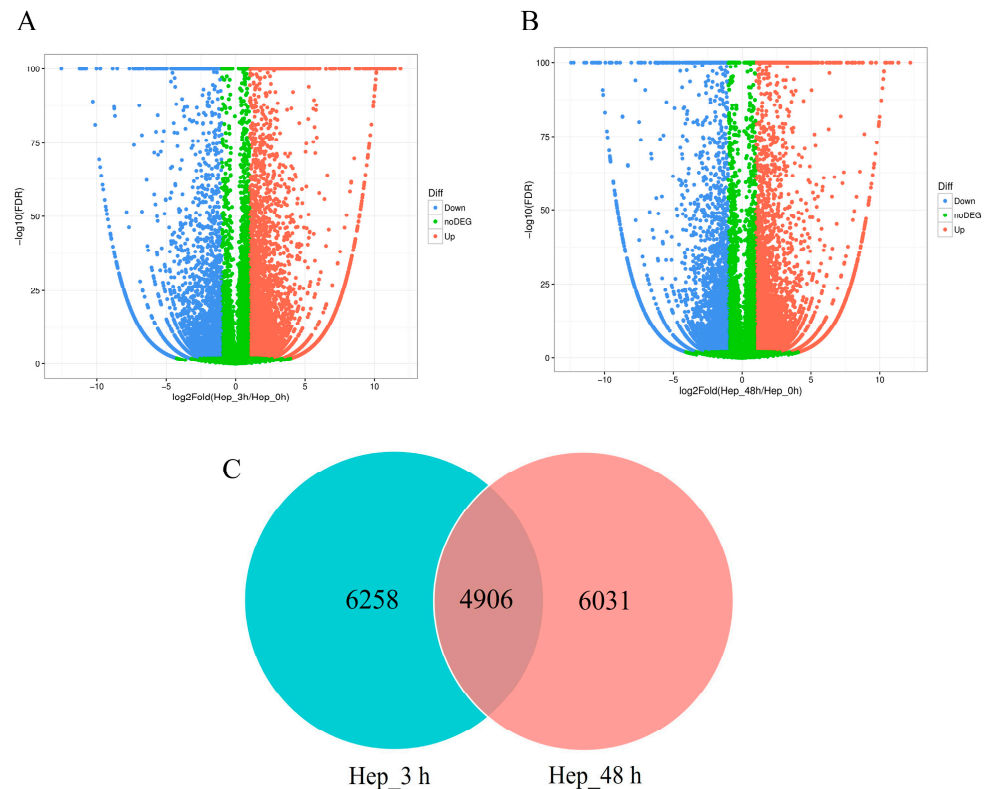 A
B
100
75
50
25
0
−log10(FDR)
−10
−5
0
5
10
log2Fold(Hep_3h/Hep_0h)
Diff
Down
noDEG
Up
100
75
50
25
0
−log10(FDR)
−10
−5
0
5
10
log2Fold(Hep_48h/Hep_0h)
Diff
Down
noDEG
Up
C
6258
4906
6031
Hep_3 h
Hep_48 h